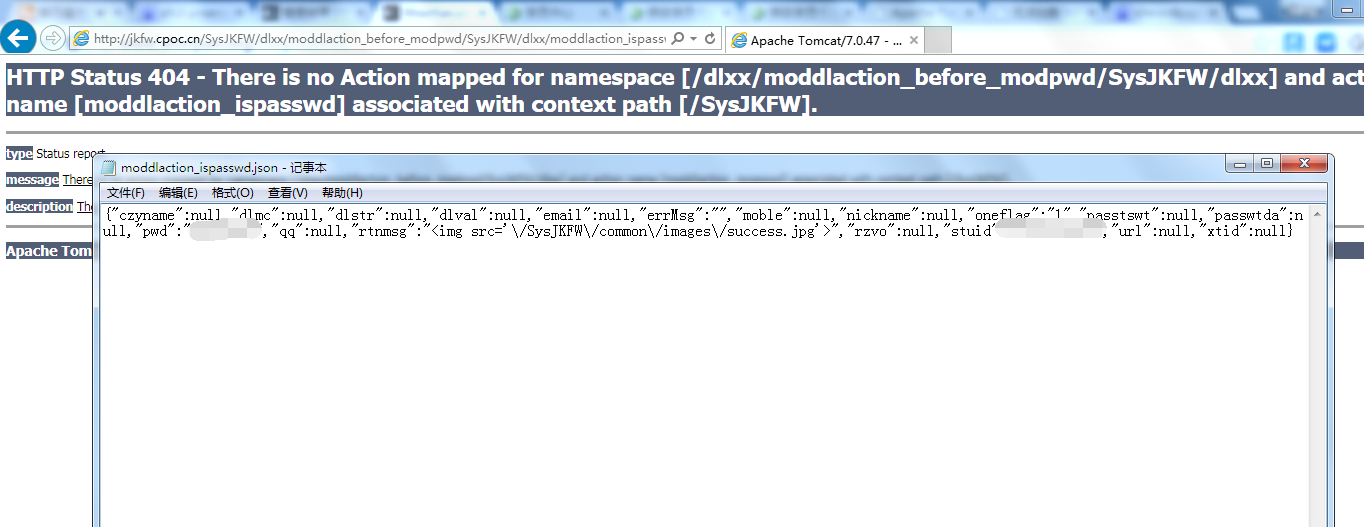 http://jkfw.cpoc.cn/SysJKFW/dlxx/moddlaction_before_modpwd/SysJKFW/dlxx/moddlaction_ispassw
Apache Tomcat/7.0.47 - ...
HTTP Status 404 - There is no Action mapped for namespace [/dlxx/moddlaction_before_modpwd/SysJKFW/dlxx] and act
name [moddlaction_ispasswd] associated with context path [/SysJKFW].
type Status report
message There
description The
Apache Tom
moddlaction_ispasswd.json - 记事本
文件(F) 编辑(E) 格式(O) 查看(V) 帮助(H)
{"czyname":null,"dlmc":null,"dlstr":null,"dlval":null,"email":null,"errMsg":"","moble":null,"nickname":null,"oneflag":"1","passtswt":null,"passwtda":n
ull,"pwd":" ","qq":null,"rtnmsg":"<img src='\/SysJKFW\/common\/images\/success.jpg'>","rzvo":null,"stuid" ,"url":null,"xtid":null}